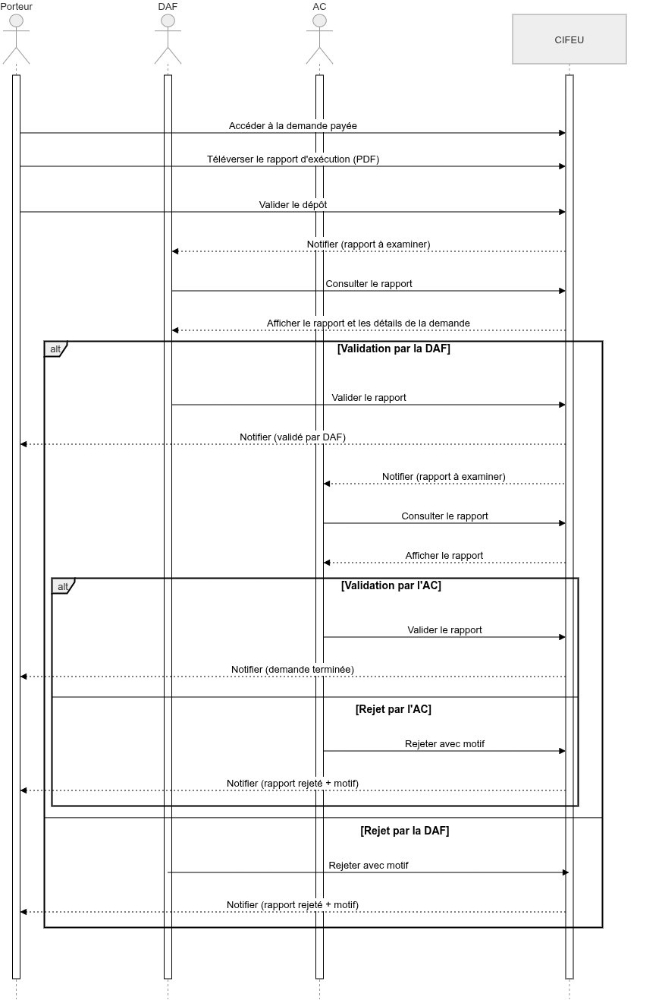 Porteur
DAF
AC
CIFEU
Accéder à la demande payée
Téléverser le rapport d'exécution (PDF)
Valider le dépôt
Notifier (rapport à examiner)
Consulter le rapport
Afficher le rapport et les détails de la demande
alt
[Validation par la DAF]
Valider le rapport
Notifier (validé par DAF)
Notifier (rapport à examiner)
Consulter le rapport
Afficher le rapport
alt
[Validation par l'AC]
Valider le rapport
Notifier (demande terminée)
[Rejet par l'AC]
Rejeter avec motif
Notifier (rapport rejeté + motif)
[Rejet par la DAF]
Rejeter avec motif
Notifier (rapport rejeté + motif)